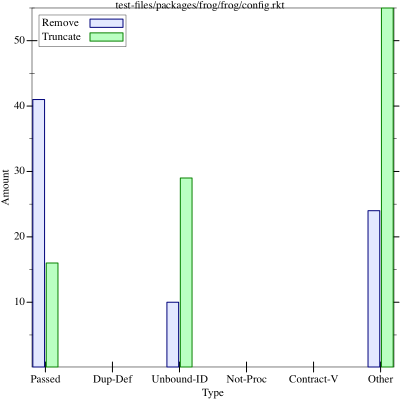 test-files/packages/frog/frog/config.rkt
Remove
Truncate
50
40
30
20
10
Amount
Passed Dup-Def Unbound-ID Not-Proc Contract-V Other
Type